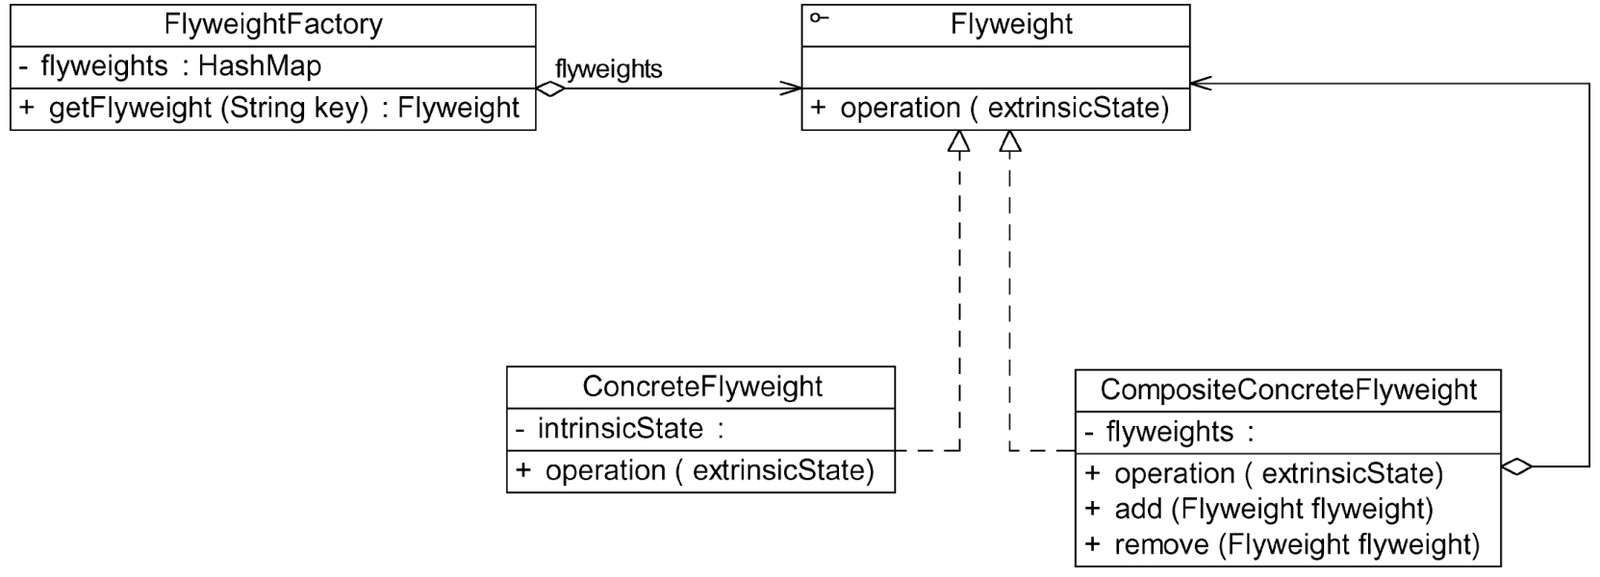 FlyweightFactory
- flyweights : HashMap
+ getFlyweight (String key) : Flyweight
flyweights
Flyweight
+ operation ( extrinsicState)
ConcreteFlyweight
- intrinsicState :
+ operation ( extrinsicState)
CompositeConcreteFlyweight
- flyweights :
+ operation ( extrinsicState)
+ add (Flyweight flyweight)
+ remove (Flyweight flyweight)